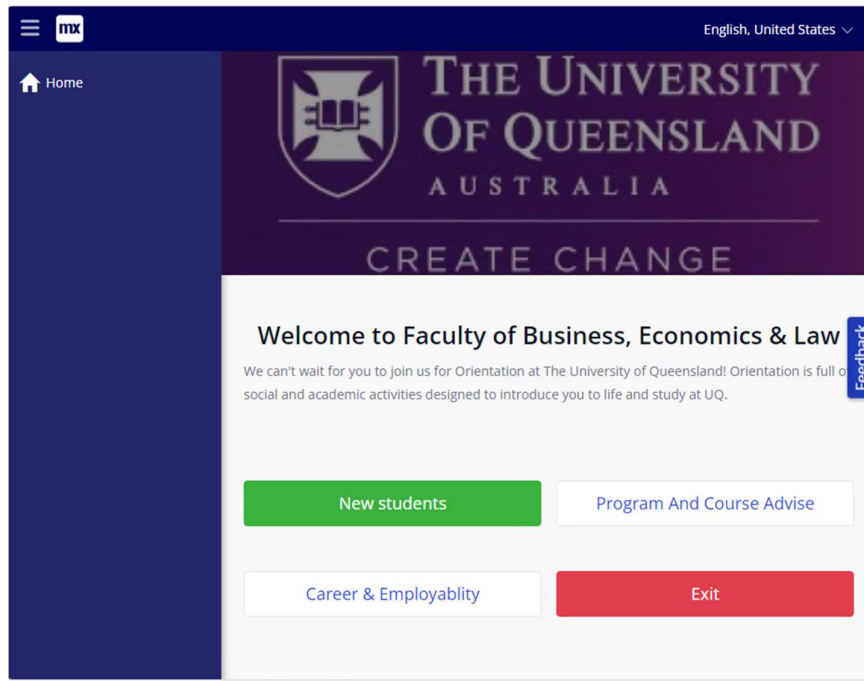 mx
English, United States
Home
THE UNIVERSITY
OF QUEENSLAND
AUSTRALIA
CREATE CHANGE
Welcome to Faculty of Business, Economics & Law
Feedback
We can't wait for you to join us for Orientation at The University of Queensland! Orientation is full of
social and academic activities designed to introduce you to life and study at UQ.
New students
Program And Course Advise
Career & Employablity
Exit